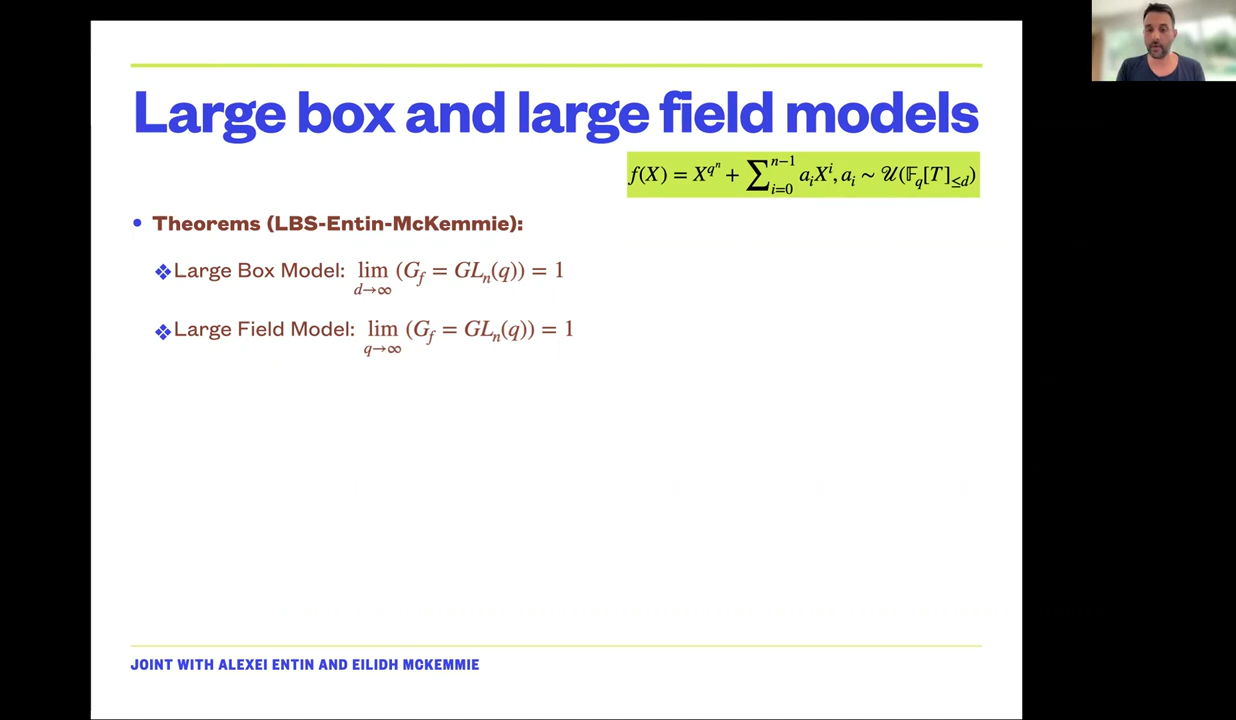 Large box and large field models
f(X) = X^{q^n} + ∑_{i=0}^{n−1} a_i X^i, a_i ∼ 𝒰(𝔽_q[T]_{≤d})
• Theorems (LBS-Entin-McKemmie):
❖ Large Box Model: lim_{d→∞} (G_f = GL_n(q)) = 1
❖ Large Field Model: lim_{q→∞} (G_f = GL_n(q)) = 1
JOINT WITH ALEXEI ENTIN AND EILIDH MCKEMMIE